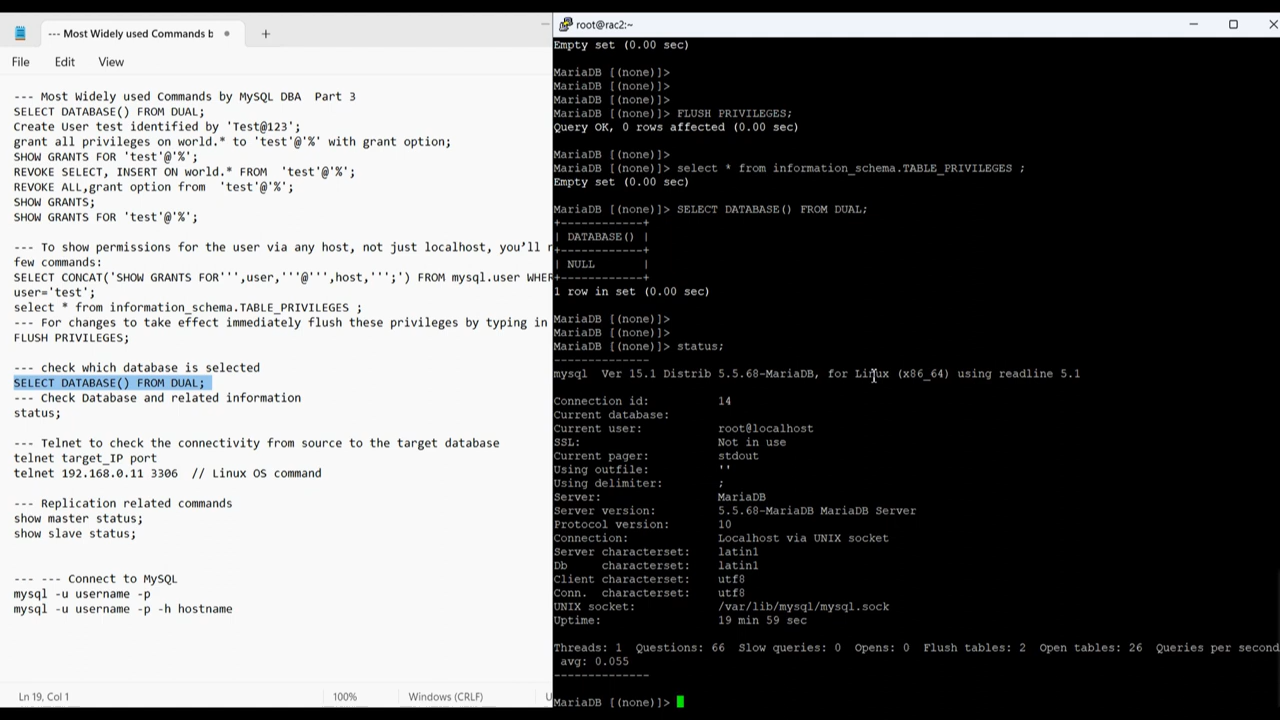 --- Most Widely used Commands b
File Edit View
--- Most Widely used Commands by MySQL DBA  Part 3
SELECT DATABASE() FROM DUAL;
Create User test identified by 'Test@123';
grant all privileges on world.* to 'test'@'%' with grant option;
SHOW GRANTS FOR 'test'@'%';
REVOKE SELECT, INSERT ON world.* FROM  'test'@'%';
REVOKE ALL,grant option from  'test'@'%';
SHOW GRANTS;
SHOW GRANTS FOR 'test'@'%';
--- To show permissions for the user via any host, not just localhost, you'll
few commands:
SELECT CONCAT('SHOW GRANTS FOR''',user,'''@''',host,''';') FROM mysql.user WHER
user='test';
select * from information_schema.TABLE_PRIVILEGES ;
--- For changes to take effect immediately flush these privileges by typing in
FLUSH PRIVILEGES;
--- check which database is selected
SELECT DATABASE() FROM DUAL;
--- Check Database and related information
status;
--- Telnet to check the connectivity from source to the target database
telnet target_IP port
telnet 192.168.0.11 3306  // Linux OS command
--- Replication related commands
show master status;
show slave status;
--- --- Connect to MySQL
mysql -u username -p
mysql -u username -p -h hostname
Ln 19, Col 1 100% Windows (CRLF) U
root@rac2:~
Empty set (0.00 sec)
MariaDB [(none)]>
MariaDB [(none)]>
MariaDB [(none)]>
MariaDB [(none)]> FLUSH PRIVILEGES;
Query OK, 0 rows affected (0.00 sec)
MariaDB [(none)]>
MariaDB [(none)]> select * from information_schema.TABLE_PRIVILEGES ;
Empty set (0.00 sec)
MariaDB [(none)]> SELECT DATABASE() FROM DUAL;
+------------+
| DATABASE() |
+------------+
| NULL       |
+------------+
1 row in set (0.00 sec)
MariaDB [(none)]>
MariaDB [(none)]>
MariaDB [(none)]> status;
--------------
mysql  Ver 15.1 Distrib 5.5.68-MariaDB, for Linux (x86_64) using readline 5.1
Connection id: 14
Current database:
Current user: root@localhost
SSL: Not in use
Current pager: stdout
Using outfile: ''
Using delimiter: ;
Server: MariaDB
Server version: 5.5.68-MariaDB MariaDB Server
Protocol version: 10
Connection: Localhost via UNIX socket
Server characterset: latin1
Db     characterset: latin1
Client characterset: utf8
Conn.  characterset: utf8
UNIX socket: /var/lib/mysql/mysql.sock
Uptime: 19 min 59 sec
Threads: 1  Questions: 66  Slow queries: 0  Opens: 0  Flush tables: 2  Open tables: 26  Queries per second
avg: 0.055
--------------
MariaDB [(none)]>